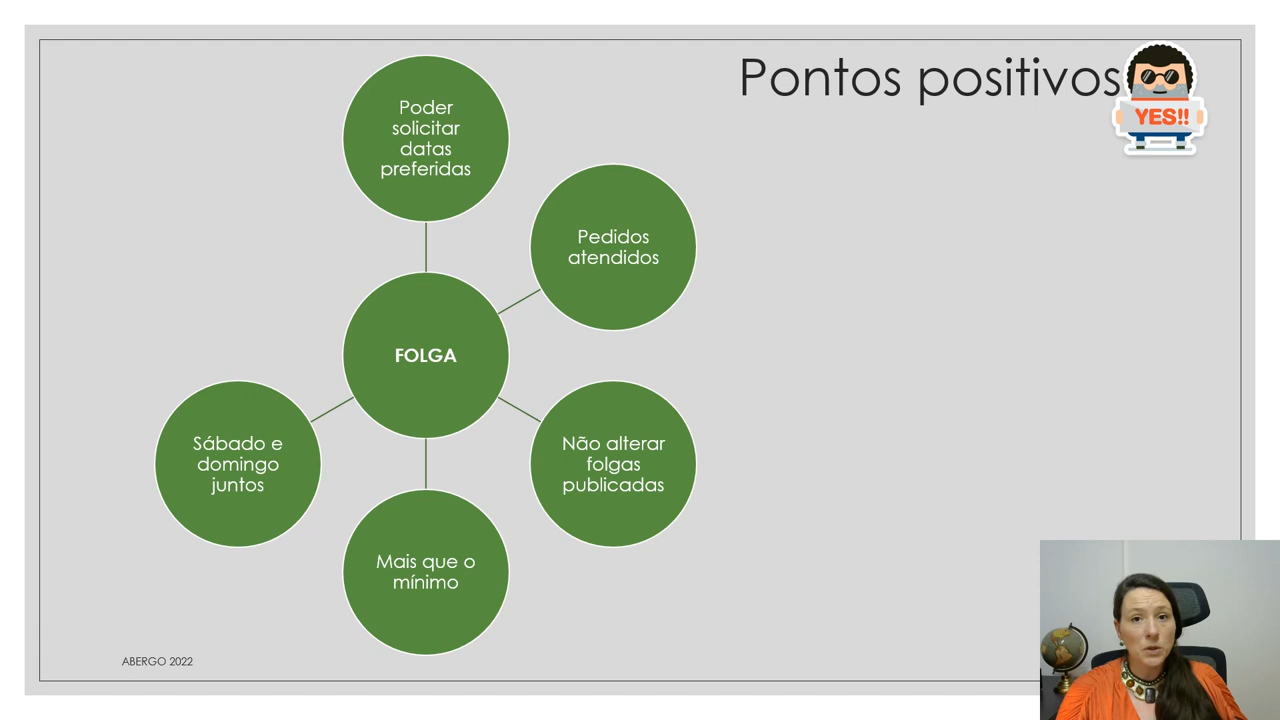 Pontos positivos
YES!!
Poder
solicitar
datas
preferidas
Pedidos
atendidos
FOLGA
Sábado e
domingo
juntos
Não alterar
folgas
publicadas
Mais que o
mínimo
ABERGO 2022